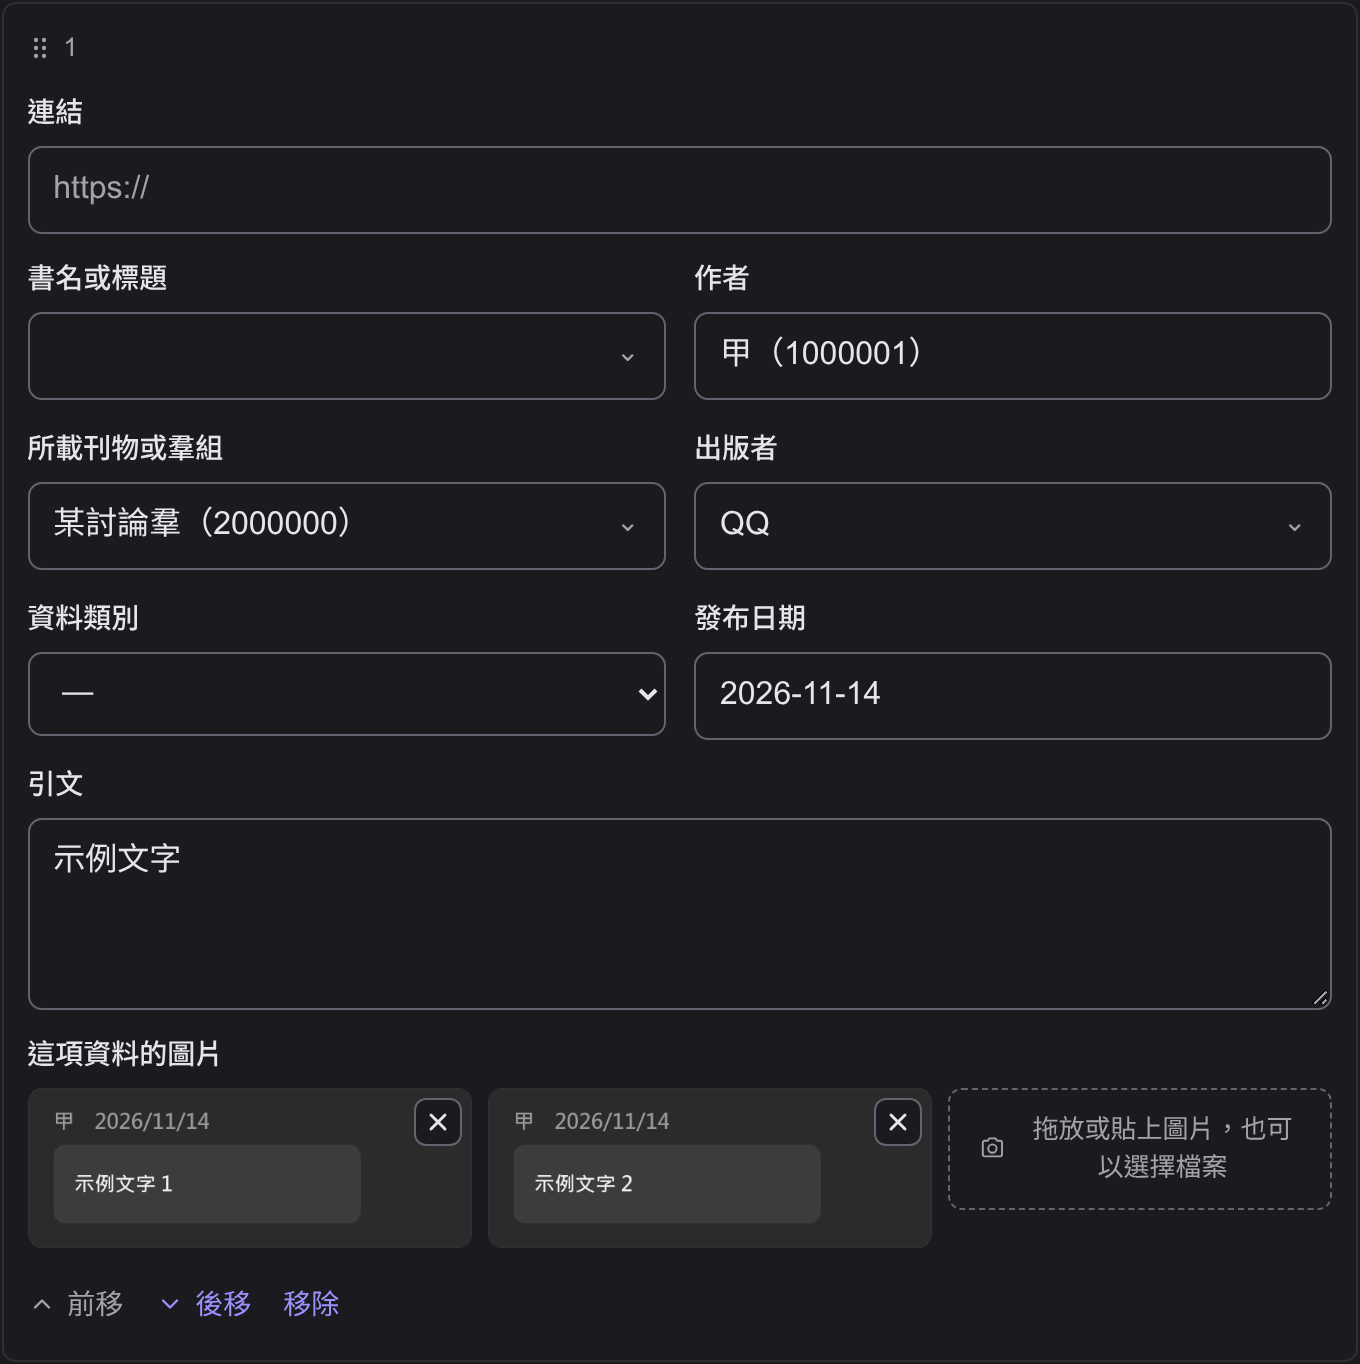 1
連結
https://
書名或標題
作者
甲（1000001）
所載刊物或羣組
出版者
某討論羣（2000000）
QQ
資料類別
發布日期
—
2026-11-14
引文
示例文字
這項資料的圖片
甲 2026/11/14
示例文字 1
甲 2026/11/14
示例文字 2
拖放或貼上圖片，也可
以選擇檔案
前移 後移 移除